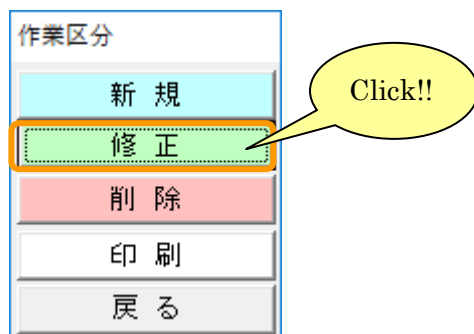 作業区分
新 規
Click!!
修 正
削 除
印 刷
戻 る